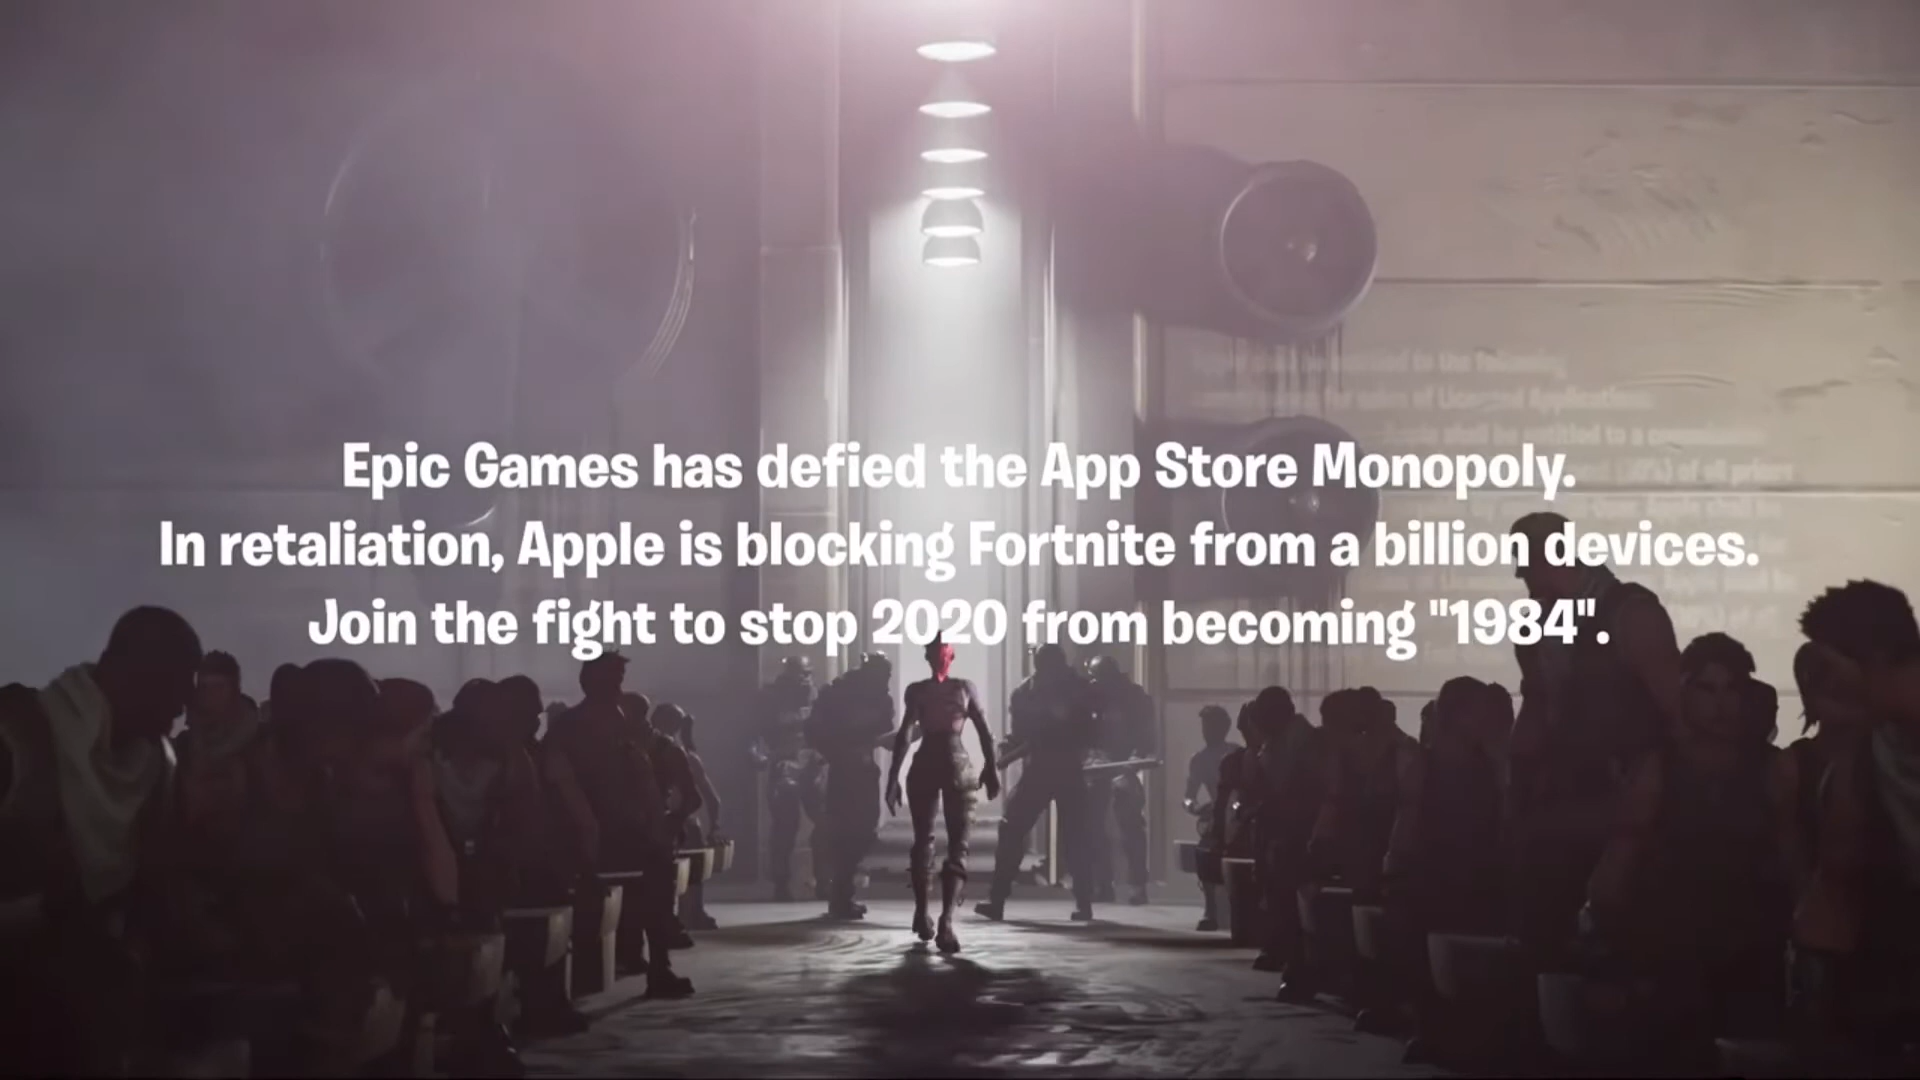 Epic Games has defied the App Store Monopoly.
In retaliation, Apple is blocking Fortnite from a billion devices.
Join the fight to stop 2020 from becoming "1984".